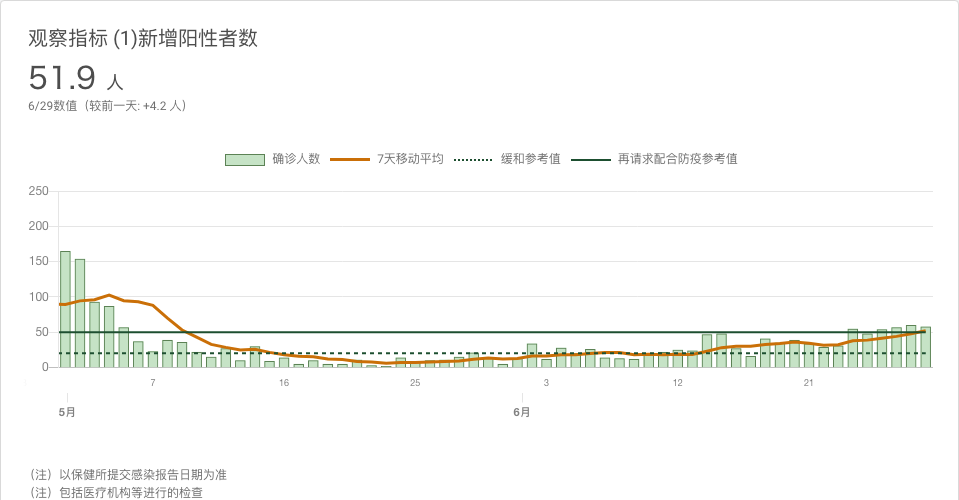 观察指标 (1)新增阳性者数
51.9 人
6/29数值（较前一天: +4.2 人）
确诊人数 7天移动平均 缓和参考值 再请求配合防疫参考值
250
200
150
100
50
0
7 16 25 3 12 21
5月 6月
（注）以保健所提交感染报告日期为准
（注）包括医疗机构等进行的检查